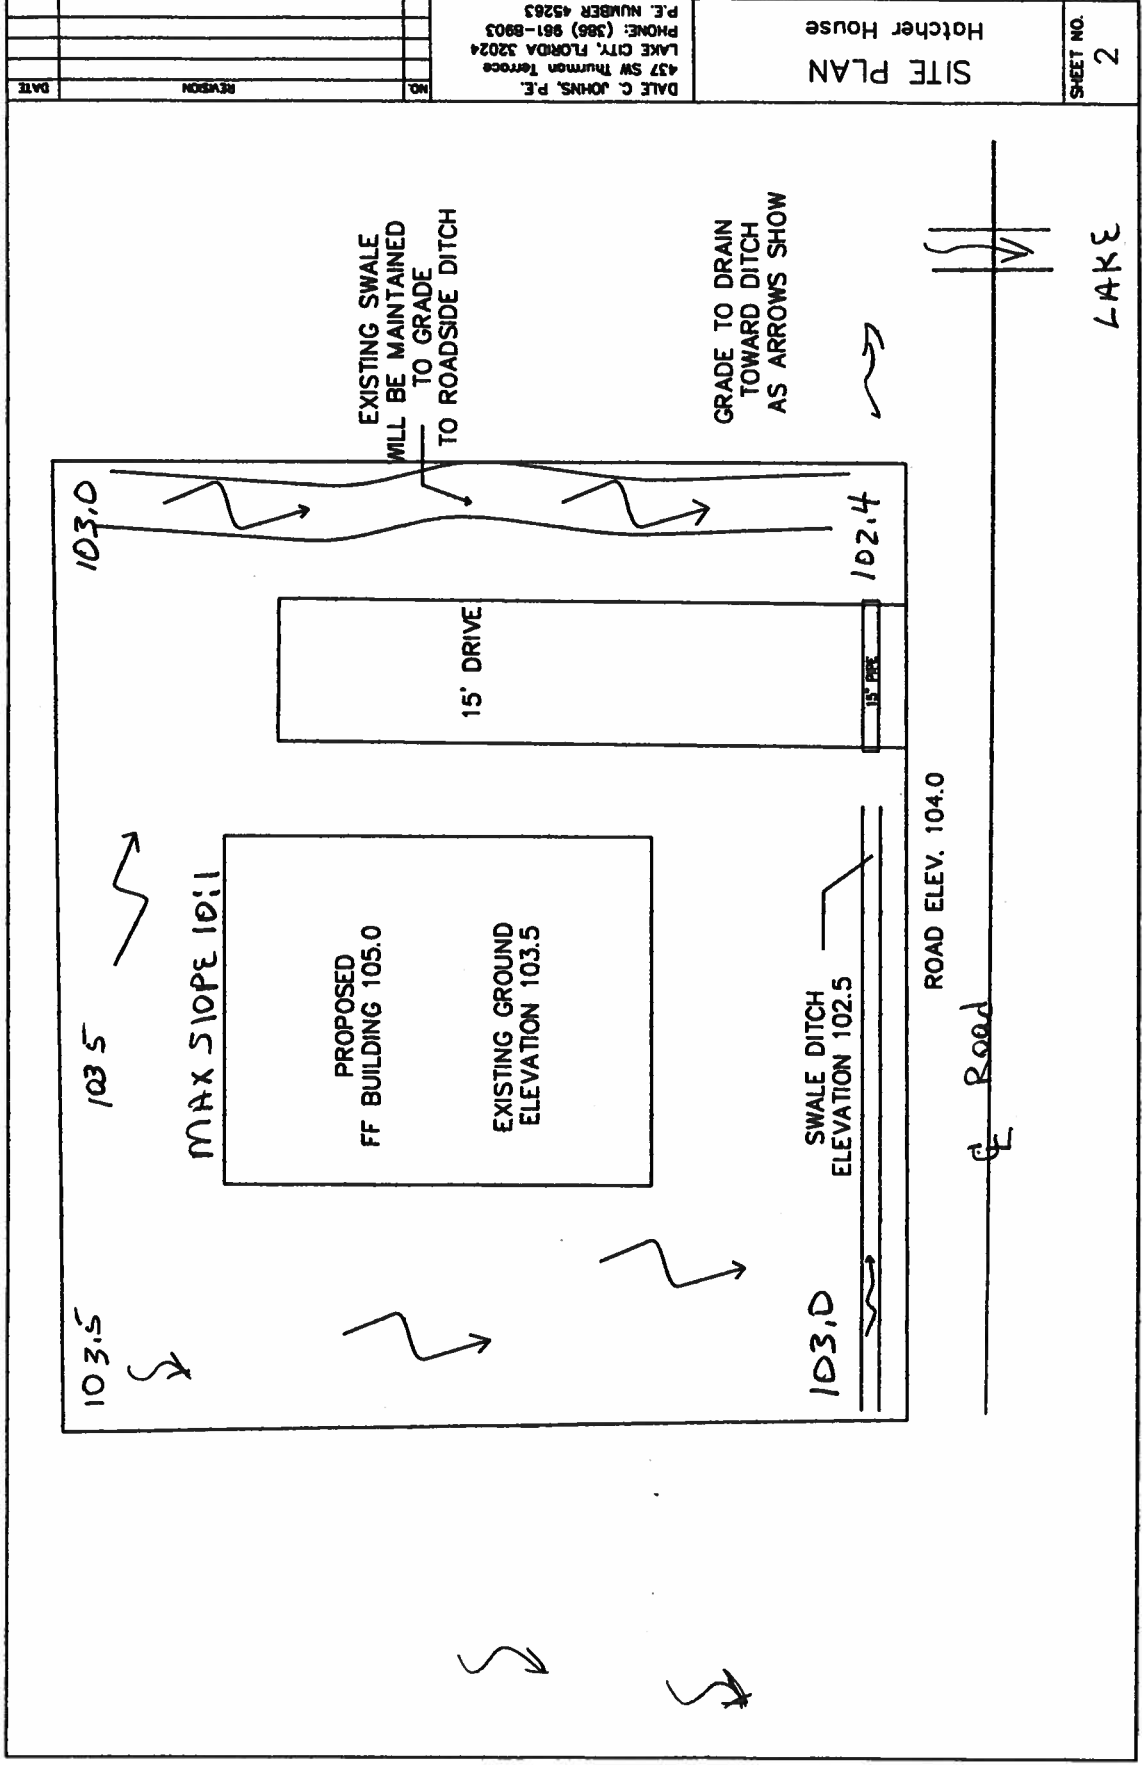 103.5
103 5
103.0
MAX SLOPE 10:1
PROPOSED
FF BUILDING 105.0
EXISTING GROUND
ELEVATION 103.5
15' DRIVE
EXISTING SWALE
WILL BE MAINTAINED
TO GRADE
TO ROADSIDE DITCH
GRADE TO DRAIN
TOWARD DITCH
AS ARROWS SHOW
SWALE DITCH
ELEVATION 102.5
103.0
15" PIPE
102.4
ROAD ELEV. 104.0
℄ Road
LAKE
NO.
REVISION
DATE
DALE C. JOHNS, P.E.
437 SW Thurman Terrace
LAKE CITY, FLORIDA 32024
PHONE: (386) 961-8903
P.E. NUMBER 45263
SITE PLAN
Hatcher House
SHEET NO.
2